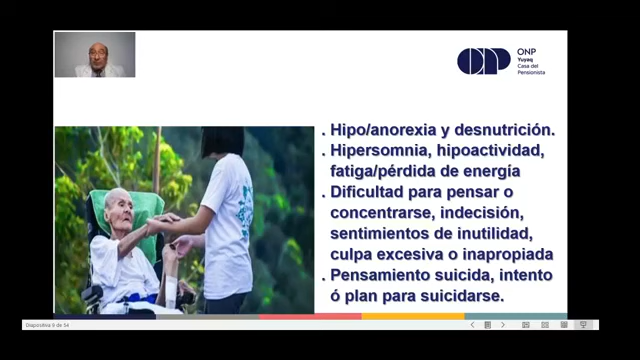 ONP
Yuyaq
Casa del
Pensionista
. Hipo/anorexia y desnutrición.
. Hipersomnia, hipoactividad,
fatiga/pérdida de energía
. Dificultad para pensar o
concentrarse, indecisión,
sentimientos de inutilidad,
culpa excesiva o inapropiada
. Pensamiento suicida, intento
ó plan para suicidarse.
Diapositiva 9 de 54